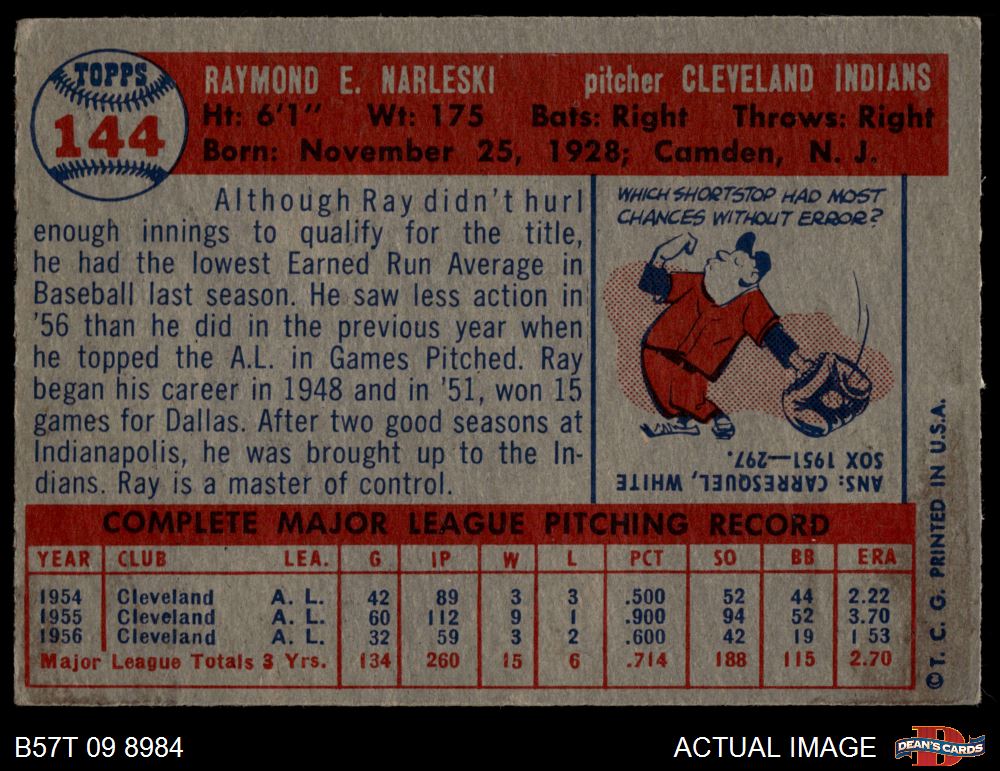 TOPPS
144
RAYMOND E. NARLESKI pitcher CLEVELAND INDIANS
Ht: 6'1" Wt: 175 Bats: Right Throws: Right
Born: November 25, 1928; Camden, N. J.
Although Ray didn't hurl
enough innings to qualify for the title,
he had the lowest Earned Run Average in
Baseball last season. He saw less action in
'56 than he did in the previous year when
he topped the A.L. in Games Pitched. Ray
began his career in 1948 and in '51, won 15
games for Dallas. After two good seasons at
Indianapolis, he was brought up to the In-
dians. Ray is a master of control.
WHICH SHORTSTOP HAD MOST
CHANCES WITHOUT ERROR?
ANS: CARRESQUEL, WHITE
SOX 1951—297.
COMPLETE MAJOR LEAGUE PITCHING RECORD
YEAR CLUB LEA. G IP W L PCT SO BB ERA
1954 Cleveland A. L. 42 89 3 3 .500 52 44 2.22
1955 Cleveland A. L. 60 112 9 1 .900 94 52 3.70
1956 Cleveland A. L. 32 59 3 2 .600 42 19 1 53
Major League Totals 3 Yrs. 134 260 15 6 .714 188 115 2.70
©T. C. G. PRINTED IN U.S.A.
B57T 09 8984
ACTUAL IMAGE
DEAN'S CARDS